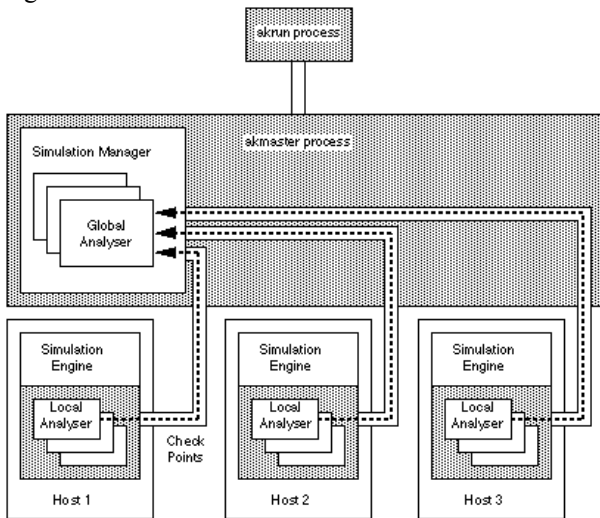 akrun process
akmaster process
Simulation Manager
Global
Analyser
Simulation
Engine
Local
Analyser
Host 1
Check
Points
Simulation
Engine
Local
Analyser
Host 2
Simulation
Engine
Local
Analyser
Host 3